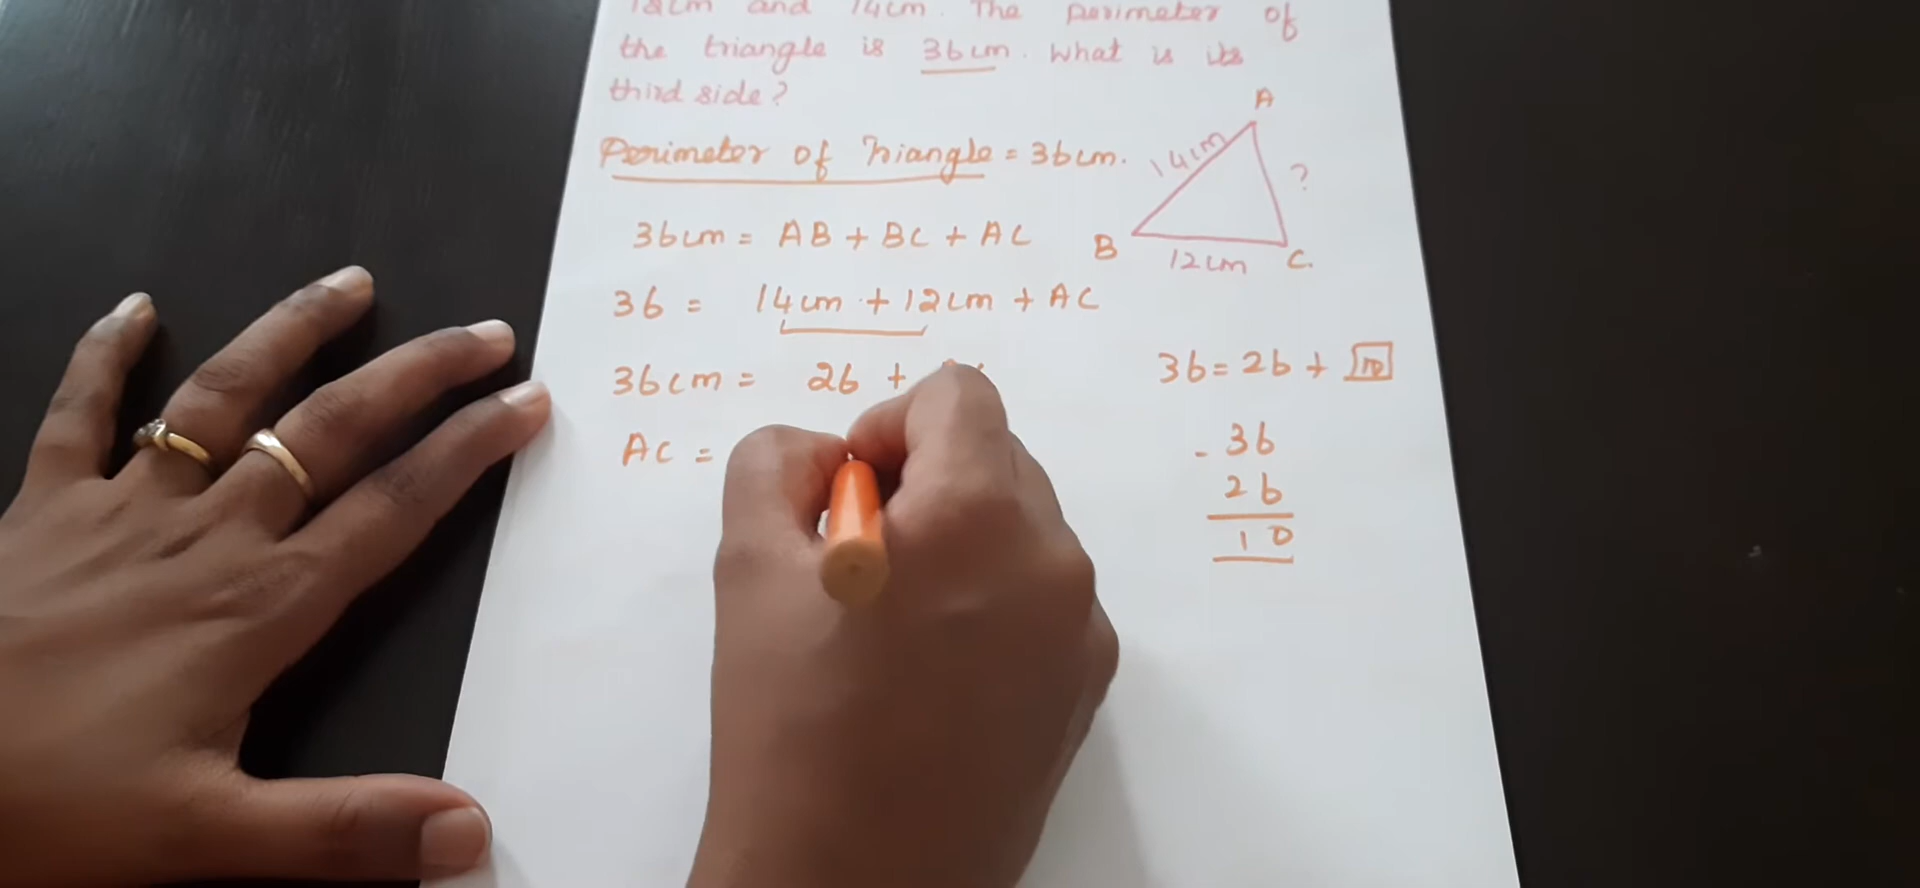 12cm and 14cm. The perimeter of
the triangle is 36cm. What is its
third side?
Perimeter of Triangle = 36cm.
A
14cm
?
B
12cm
C.
36cm = AB + BC + AC
36 = 14cm + 12cm + AC
36cm = 26 +
AC =
36 = 26 + 10
- 36
26
10